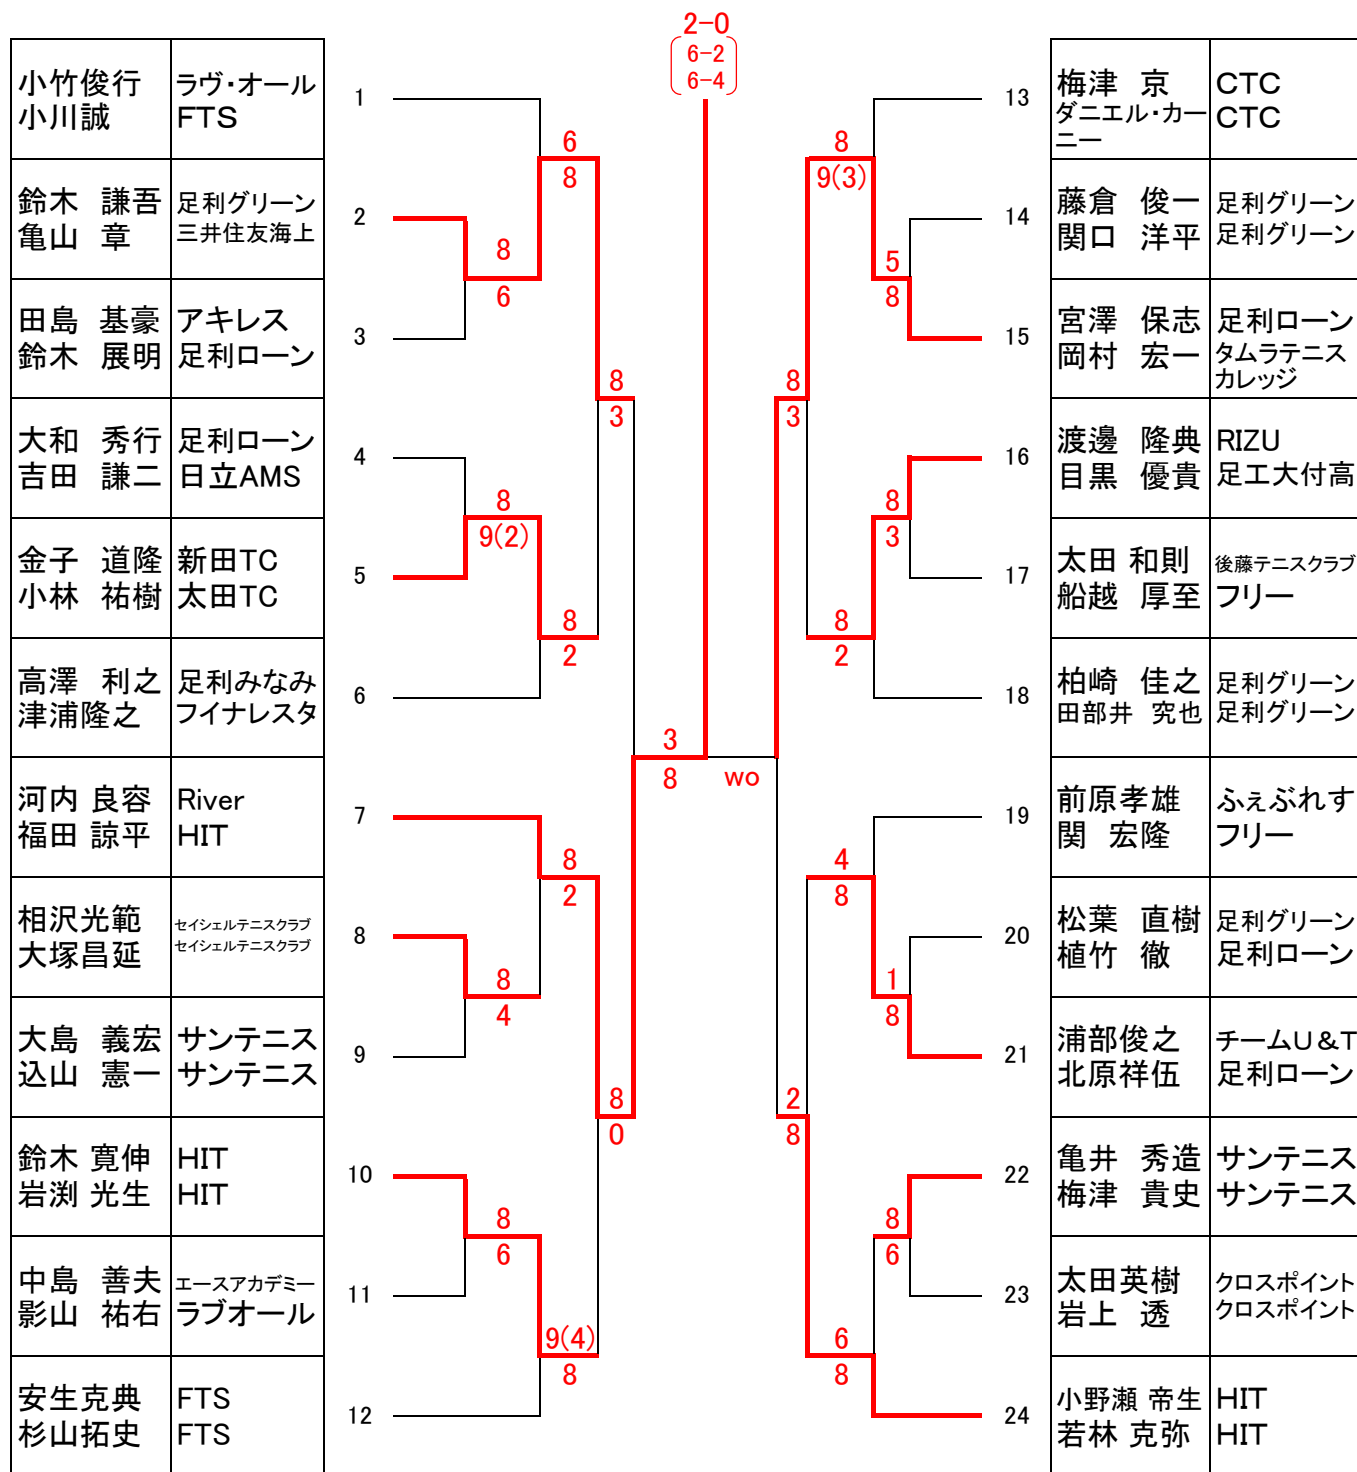 2-0
6-2
6-4
小竹俊行 ラヴ・オール
小川誠 FTS
1
鈴木 謙吾 足利グリーン
亀山 章 三井住友海上
2
田島 基豪 アキレス
鈴木 展明 足利ローン
3
大和 秀行 足利ローン
吉田 謙二 日立AMS
4
金子 道隆 新田TC
小林 祐樹 太田TC
5
高澤 利之 足利みなみ
津浦隆之 フイナレスタ
6
河内 良容 River
福田 諒平 HIT
7
相沢光範 セイシェルテニスクラブ
大塚昌延 セイシェルテニスクラブ
8
大島 義宏 サンテニス
込山 憲一 サンテニス
9
鈴木 寛伸 HIT
岩渕 光生 HIT
10
中島 善夫 エースアカデミー
影山 祐右 ラブオール
11
安生克典 FTS
杉山拓史 FTS
12
6
8
8
6
8
3
8
9(2)
8
2
3
8
8
2
8
4
8
0
8
6
9(4)
8
wo
8
9(3)
5
8
8
3
8
3
8
2
4
8
1
8
2
8
8
6
6
8
13
梅津 京 CTC
ダニエル・カー CTC
ニー
14
藤倉 俊一 足利グリーン
関口 洋平 足利グリーン
15
宮澤 保志 足利ローン
岡村 宏一 タムラテニス
カレッジ
16
渡邊 隆典 RIZU
目黒 優貴 足工大付高
17
太田 和則 後藤テニスクラブ
船越 厚至 フリー
18
柏崎 佳之 足利グリーン
田部井 究也 足利グリーン
19
前原孝雄 ふぇぶれす
関 宏隆 フリー
20
松葉 直樹 足利グリーン
植竹 徹 足利ローン
21
浦部俊之 チームU&T
北原祥伍 足利ローン
22
亀井 秀造 サンテニス
梅津 貴史 サンテニス
23
太田英樹 クロスポイント
岩上 透 クロスポイント
24
小野瀬 帝生 HIT
若林 克弥 HIT